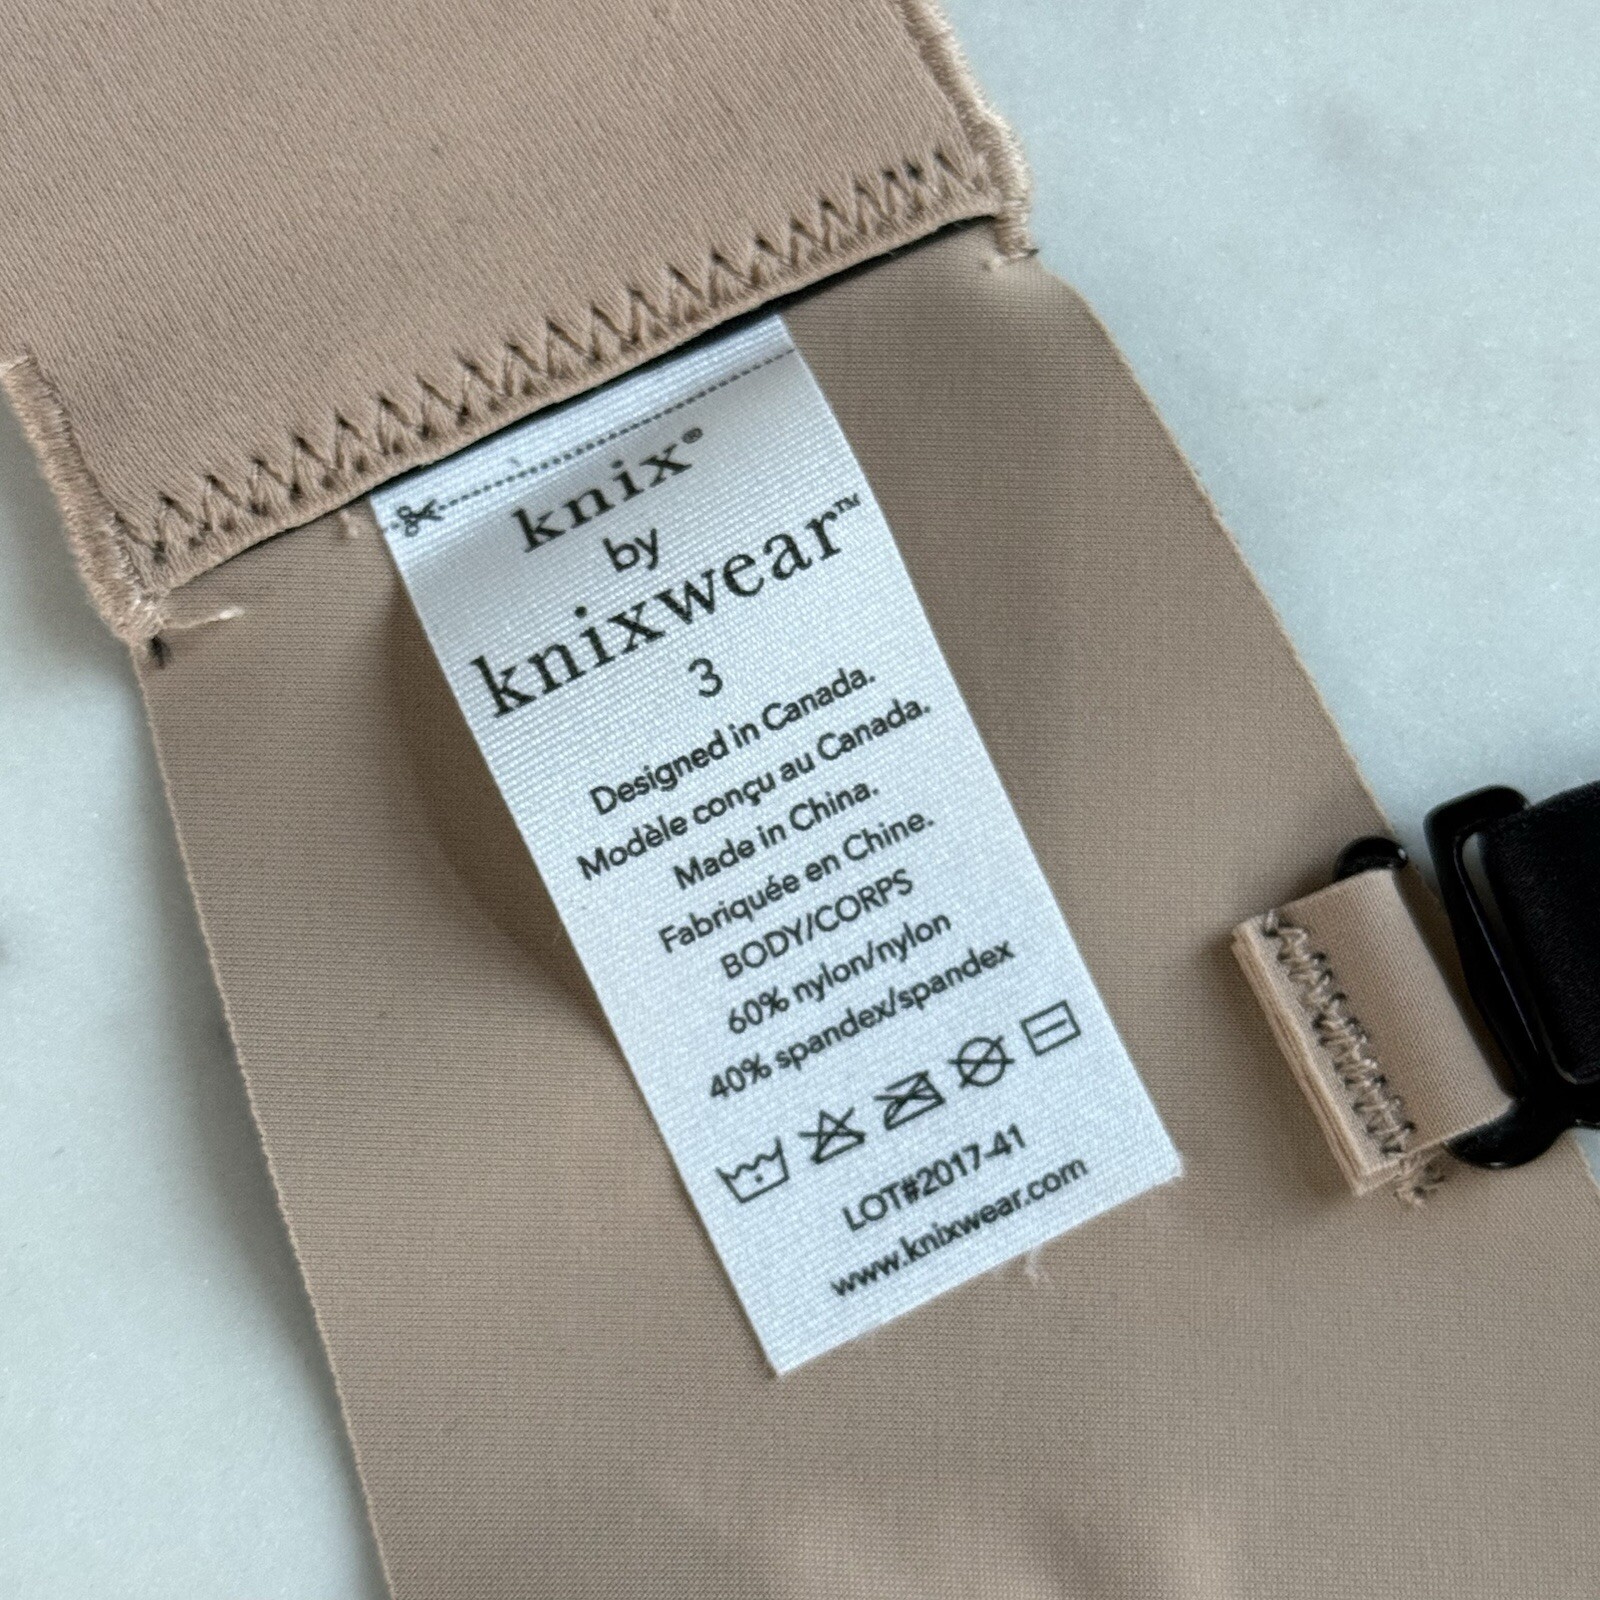 knix®
by
knixwear™
3
Designed in Canada.
Modèle conçu au Canada.
Made in China.
Fabriquée en Chine.
BODY/CORPS
60% nylon/nylon
40% spandex/spandex
LOT#2017-41
www.knixwear.com